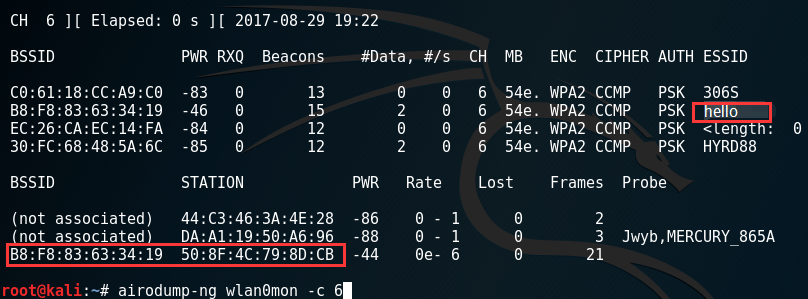 CH  6 ][ Elapsed: 0 s ][ 2017-08-29 19:22
BSSID              PWR RXQ  Beacons    #Data, #/s  CH  MB   ENC  CIPHER AUTH ESSID
C0:61:18:CC:A9:C0  -83   0       13        0    0   6  54e. WPA2 CCMP   PSK  306S
B8:F8:83:63:34:19  -46   0       15        2    0   6  54e. WPA2 CCMP   PSK  hello
EC:26:CA:EC:14:FA  -84   0       12        0    0   6  54e. WPA2 CCMP   PSK  <length:  0
30:FC:68:48:5A:6C  -85   0       12        2    0   6  54e. WPA2 CCMP   PSK  HYRD88
BSSID              STATION            PWR   Rate    Lost    Frames  Probe
(not associated)   44:C3:46:3A:4E:28  -86    0 - 1      0        2
(not associated)   DA:A1:19:50:A6:96  -88    0 - 1      0        3  Jwyb,MERCURY_865A
B8:F8:83:63:34:19  50:8F:4C:79:8D:CB  -44    0e- 6      0       21
root@kali:~# airodump-ng wlan0mon -c 6